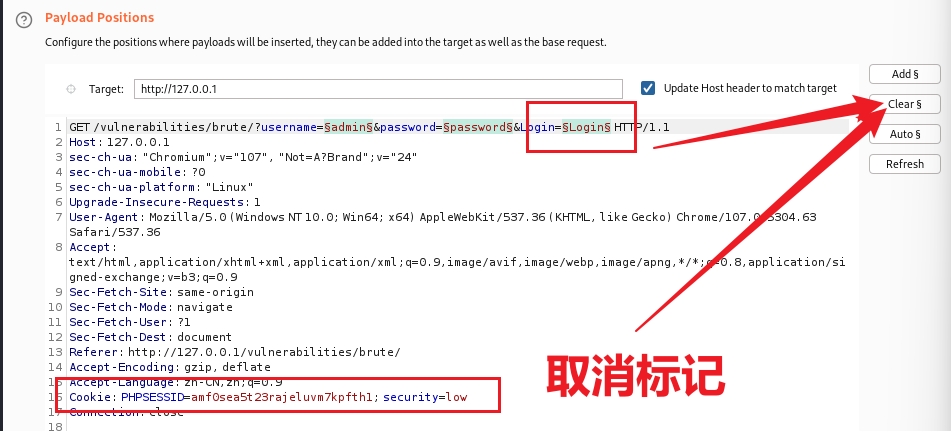 Payload Positions
Configure the positions where payloads will be inserted, they can be added into the target as well as the base request.
Target: http://127.0.0.1
Update Host header to match target
Add §
Clear §
Auto §
Refresh
1 GET /vulnerabilities/brute/?username=§admin§&password=§password§&Login=§Login§ HTTP/1.1
2 Host: 127.0.0.1
3 sec-ch-ua: "Chromium";v="107", "Not=A?Brand";v="24"
4 sec-ch-ua-mobile: ?0
5 sec-ch-ua-platform: "Linux"
6 Upgrade-Insecure-Requests: 1
7 User-Agent: Mozilla/5.0 (Windows NT 10.0; Win64; x64) AppleWebKit/537.36 (KHTML, like Gecko) Chrome/107.0.5304.63
Safari/537.36
8 Accept:
text/html,application/xhtml+xml,application/xml;q=0.9,image/avif,image/webp,image/apng,*/*;q=0.8,application/si
gned-exchange;v=b3;q=0.9
9 Sec-Fetch-Site: same-origin
10 Sec-Fetch-Mode: navigate
11 Sec-Fetch-User: ?1
12 Sec-Fetch-Dest: document
13 Referer: http://127.0.0.1/vulnerabilities/brute/
14 Accept-Encoding: gzip, deflate
15 Accept-Language: zh-CN,zh;q=0.9
16 Cookie: PHPSESSID=amf0sea5t23rajeluvm7kpfth1; security=low
17 Connection: close
18
取消标记